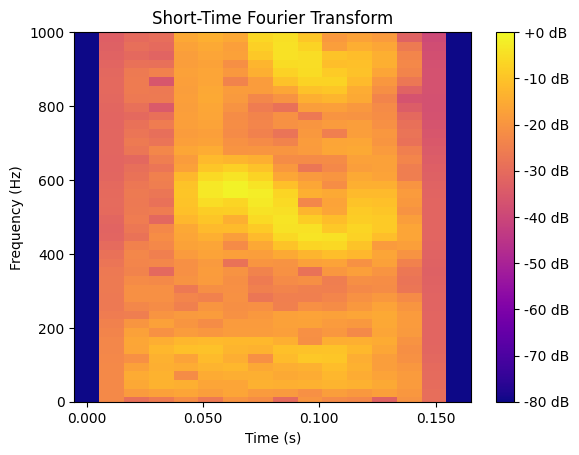 Short-Time Fourier Transform
1000
800
600
400
200
0
Frequency (Hz)
0.000
0.050
0.100
0.150
Time (s)
+0 dB
-10 dB
-20 dB
-30 dB
-40 dB
-50 dB
-60 dB
-70 dB
-80 dB